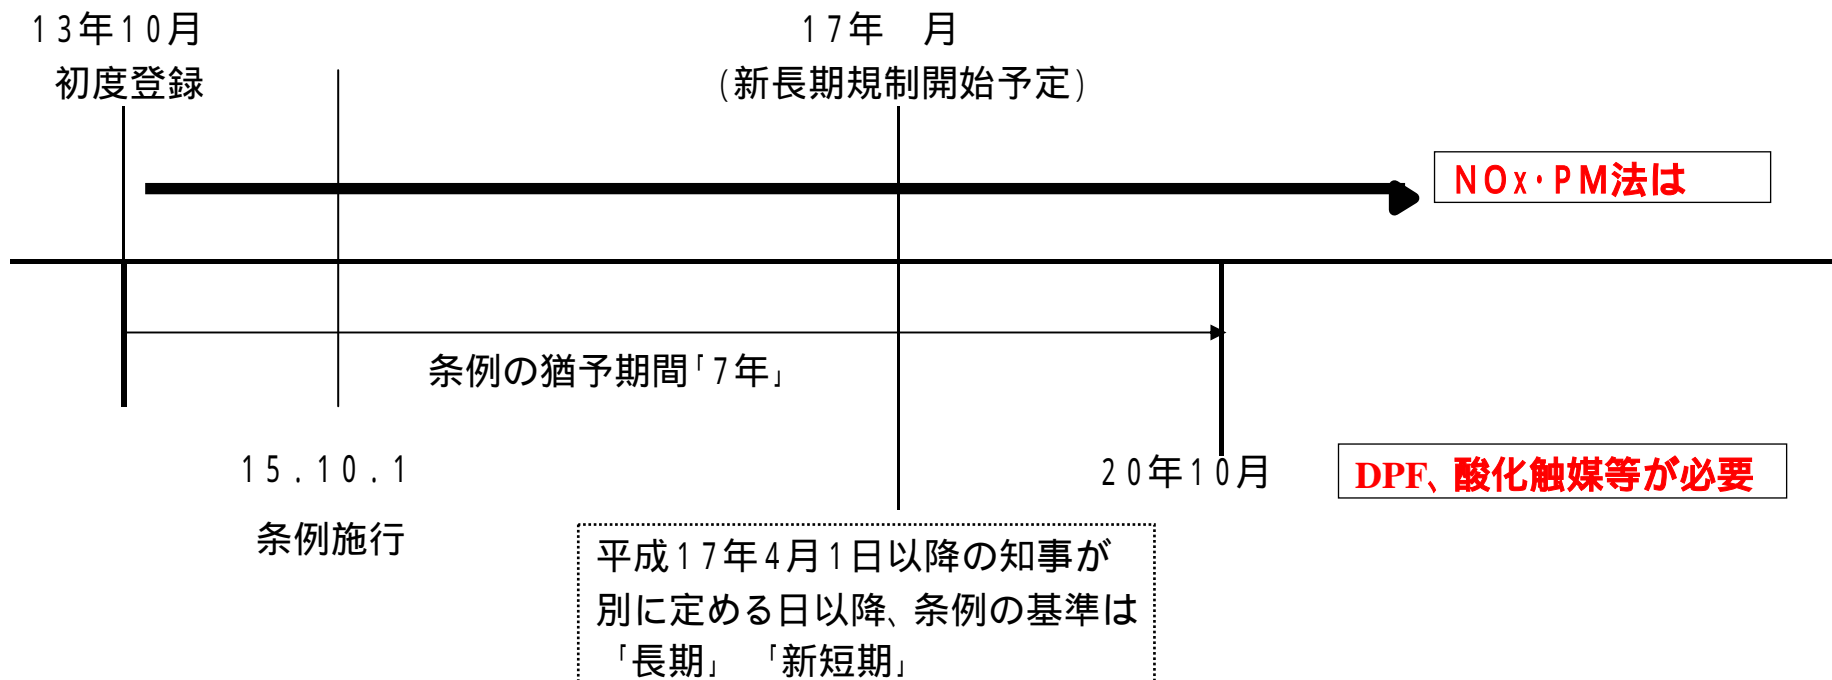 13年10月
初度登録
17年　月
(新長期規制開始予定)
NOx・PM法は
条例の猶予期間「7年」
15.10.1
条例施行
20年10月
DPF、酸化触媒等が必要
平成17年4月1日以降の知事が
別に定める日以降、条例の基準は
「長期」　「新短期」